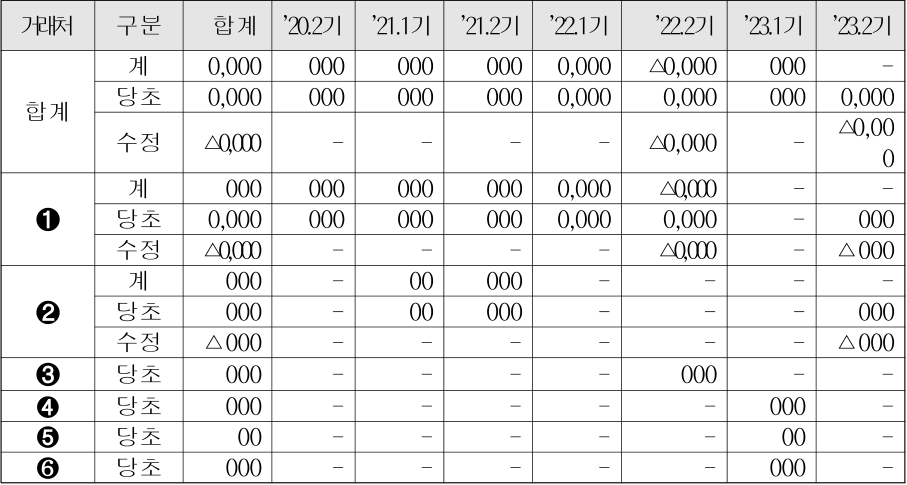 거래처 구분 합계 ’20.2기 ’21.1기 ’21.2기 ’22.1기 ’22.2기 ’23.1기 ’23.2기
합계 계 0,000 000 000 000 0,000 △0,000 000 -
당초 0,000 000 000 000 0,000 0,000 000 0,000
수정 △0,000 - - - - △0,000 - △0,000
❶ 계 000 000 000 000 0,000 △0,000 - -
당초 0,000 000 000 000 0,000 0,000 - 000
수정 △0,000 - - - - △0,000 - △000
❷ 계 000 - 00 000 - - - -
당초 000 - 00 000 - - - 000
수정 △000 - - - - - - △000
❸ 당초 000 - - - - 000 - -
❹ 당초 000 - - - - - 000 -
❺ 당초 00 - - - - - 00 -
❻ 당초 000 - - - - - 000 -